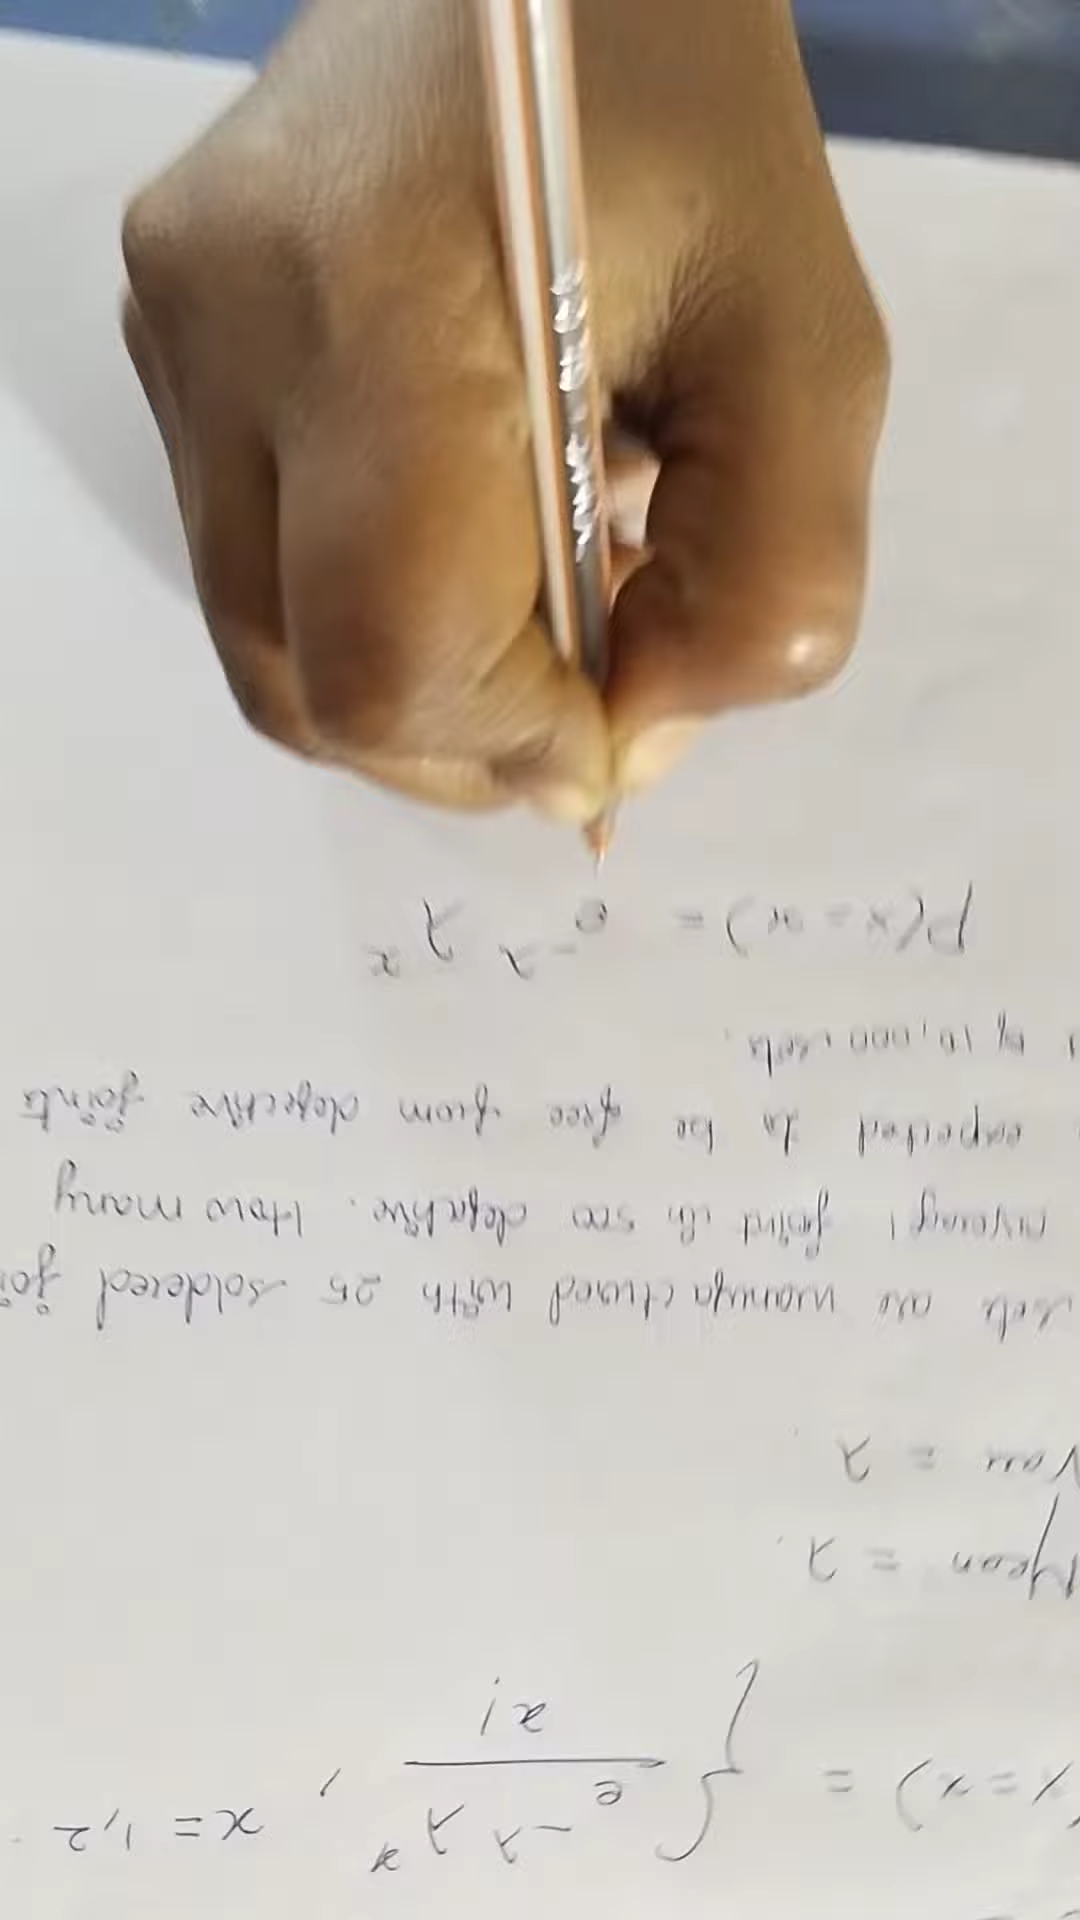 x = x) = { e^-λ λ^x / x! , x = 1,2
Mean = λ.
Var = λ.
sets are manufactured with 25 soldered joi
average 1 joint in 500 defective. How many
expected to be free from defective joints
of 10,000 sets.
P(x = x) = e^-λ λ^x